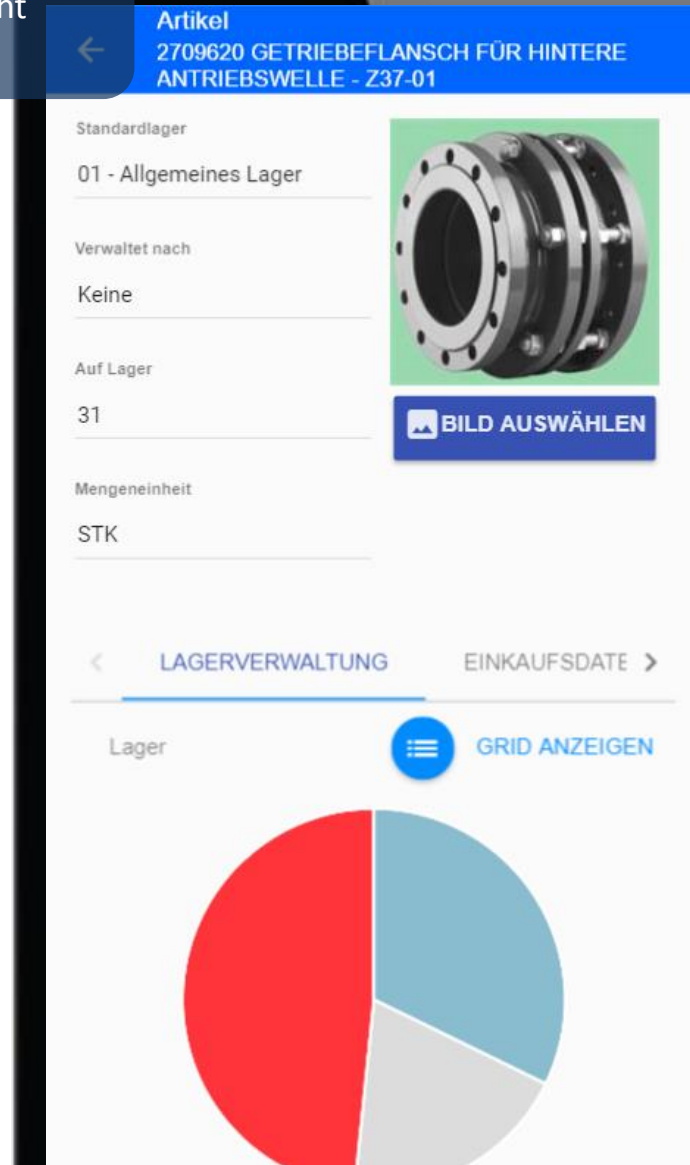 Artikel
2709620 GETRIEBEFLANSCH FÜR HINTERE
ANTRIEBSWELLE - Z37-01
Standardlager
01 - Allgemeines Lager
Verwaltet nach
Keine
Auf Lager
31
BILD AUSWÄHLEN
Mengeneinheit
STK
LAGERVERWALTUNG
EINKAUFSDATE
Lager
GRID ANZEIGEN